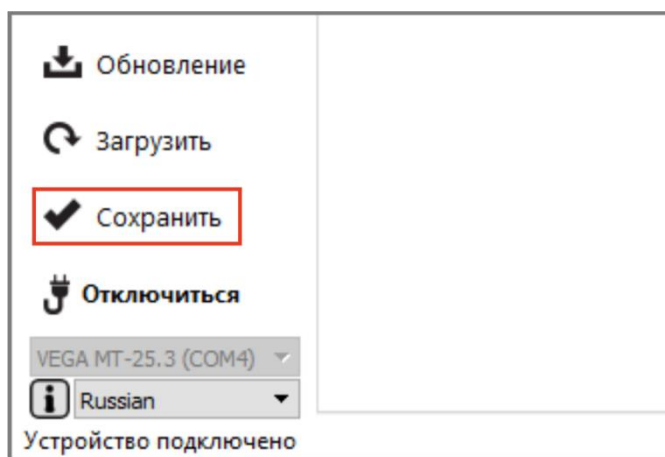 Обновление
Загрузить
Сохранить
Отключиться
VEGA MT-25.3 (COM4)
Russian
Устройство подключено